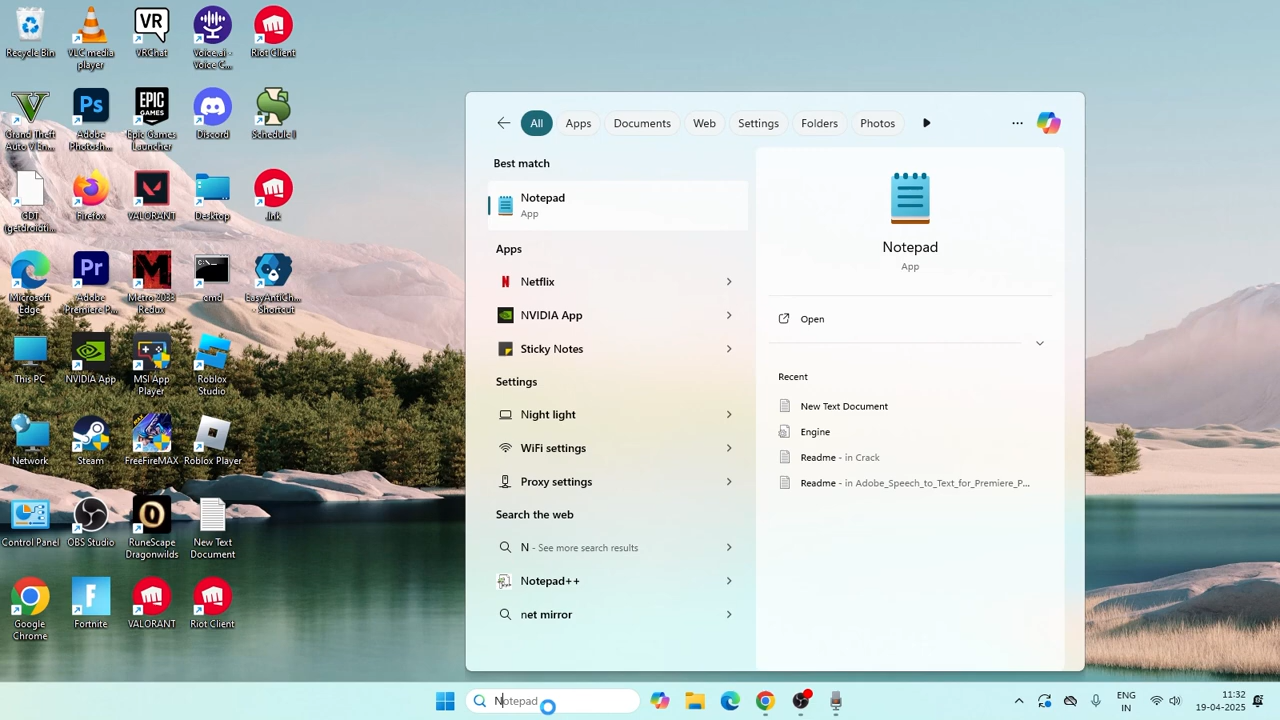 Recycle Bin
VLC media
player
VRChat
Voice.ai -
Voice C...
Riot Client
Grand Theft
Auto V En...
Adobe
Photosh...
Epic Games
Launcher
Discord
Schedule I
GDT
(getdroidti...
Firefox
VALORANT
Desktop
.lnk
Microsoft
Edge
Adobe
Premiere P...
Metro 2033
Redux
cmd
EasyAntiCh...
- Shortcut
This PC
NVIDIA App
MSI App
Player
Roblox
Studio
Network
Steam
FreeFireMAX
Roblox Player
Control Panel
OBS Studio
RuneScape
Dragonwilds
New Text
Document
Google
Chrome
Fortnite
VALORANT
Riot Client
All
Apps
Documents
Web
Settings
Folders
Photos
Best match
Notepad
App
Apps
Netflix
NVIDIA App
Sticky Notes
Settings
Night light
WiFi settings
Proxy settings
Search the web
N - See more search results
Notepad++
net mirror
Notepad
App
Open
Recent
New Text Document
Engine
Readme - in Crack
Readme - in Adobe_Speech_to_Text_for_Premiere_P...
Notepad
ENG
IN
11:32
19-04-2025